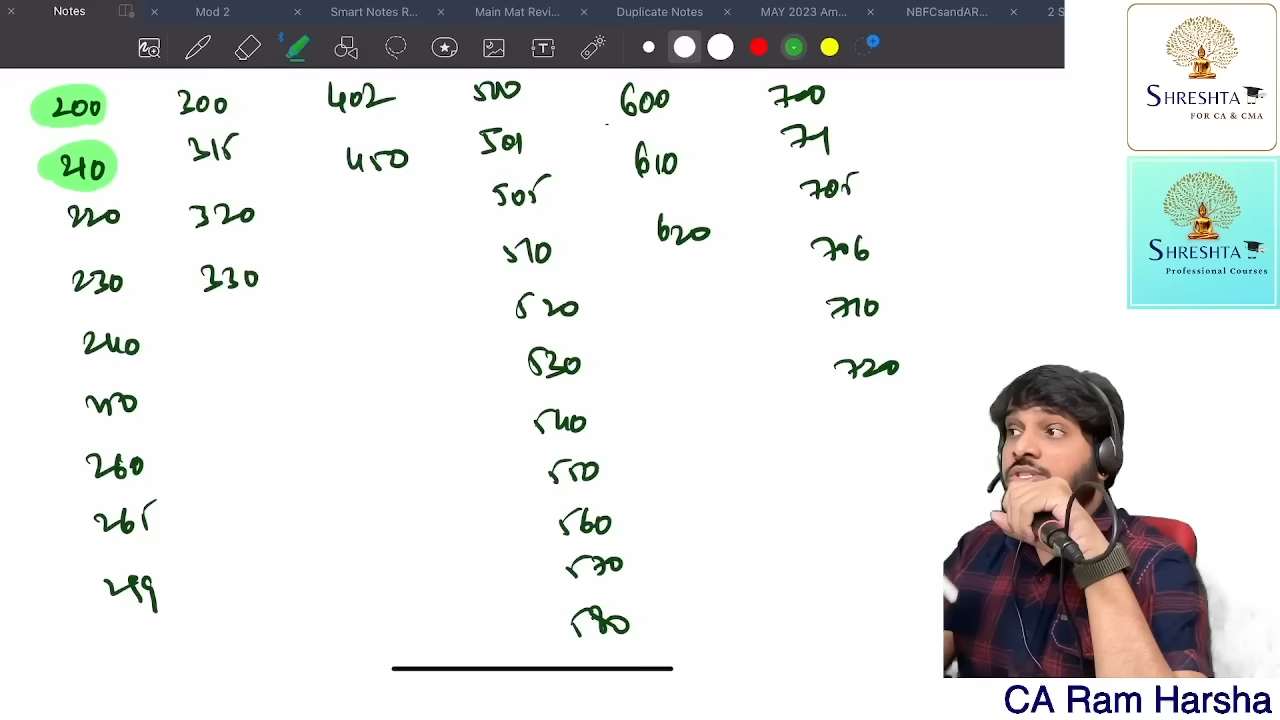 Notes Mod 2 Smart Notes R... Main Mat Revi... Duplicate Notes MAY 2023 Am... NBFCsandAR... 2 S
200 300 402 500 600 700
210 315 450 501 610 701
220 320 505 620 705
230 330 510 706
240 520 710
250 530 720
260 540
265 550
299 560
570
580
SHRESHTA
FOR CA & CMA
SHRESHTA
Professional Courses
CA Ram Harsha